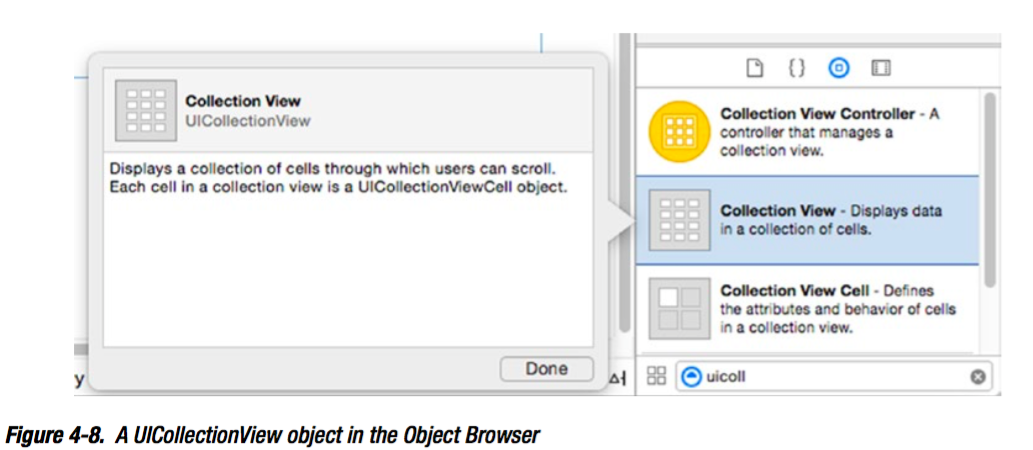 Collection View
UICollectionView
Displays a collection of cells through which users can scroll.
Each cell in a collection view is a UICollectionViewCell object.
Done
y
{}
Collection View Controller - A
controller that manages a
collection view.
Collection View - Displays data
in a collection of cells.
Collection View Cell - Defines
the attributes and behavior of cells
in a collection view.
uicoll
Figure 4-8. A UICollectionView object in the Object Browser